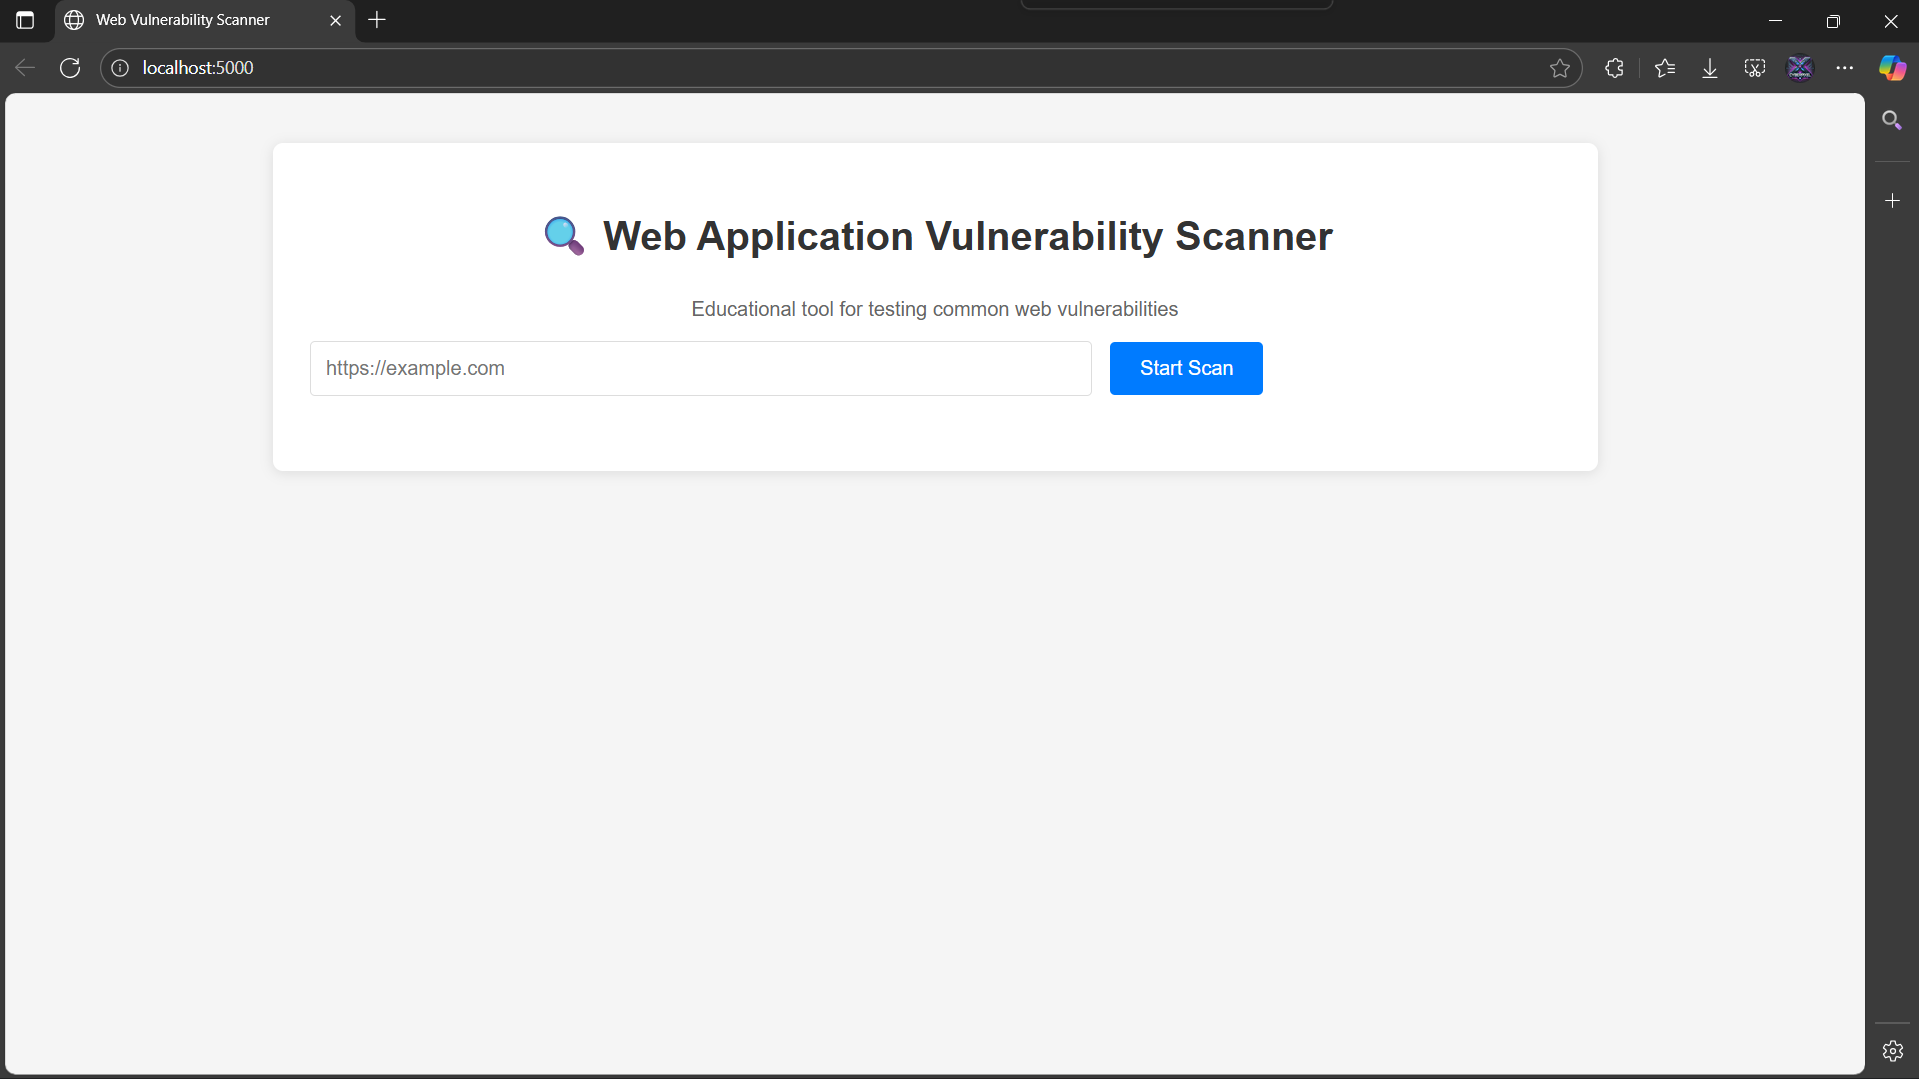 Web Vulnerability Scanner
localhost:5000
Web Application Vulnerability Scanner
Educational tool for testing common web vulnerabilities
https://example.com
Start Scan